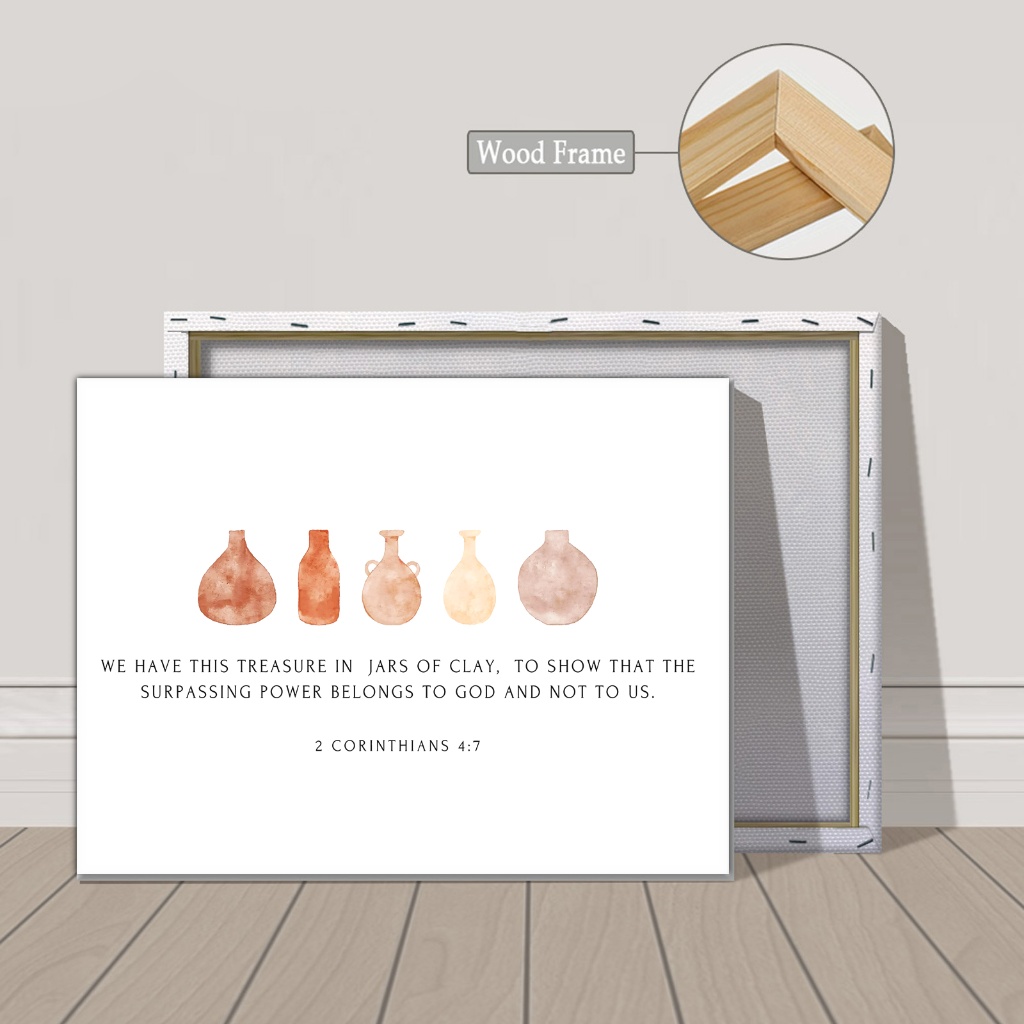 Wood Frame
WE HAVE THIS TREASURE IN  JARS OF CLAY,  TO SHOW THAT THE
SURPASSING POWER BELONGS TO GOD AND NOT TO US.
2 CORINTHIANS 4:7